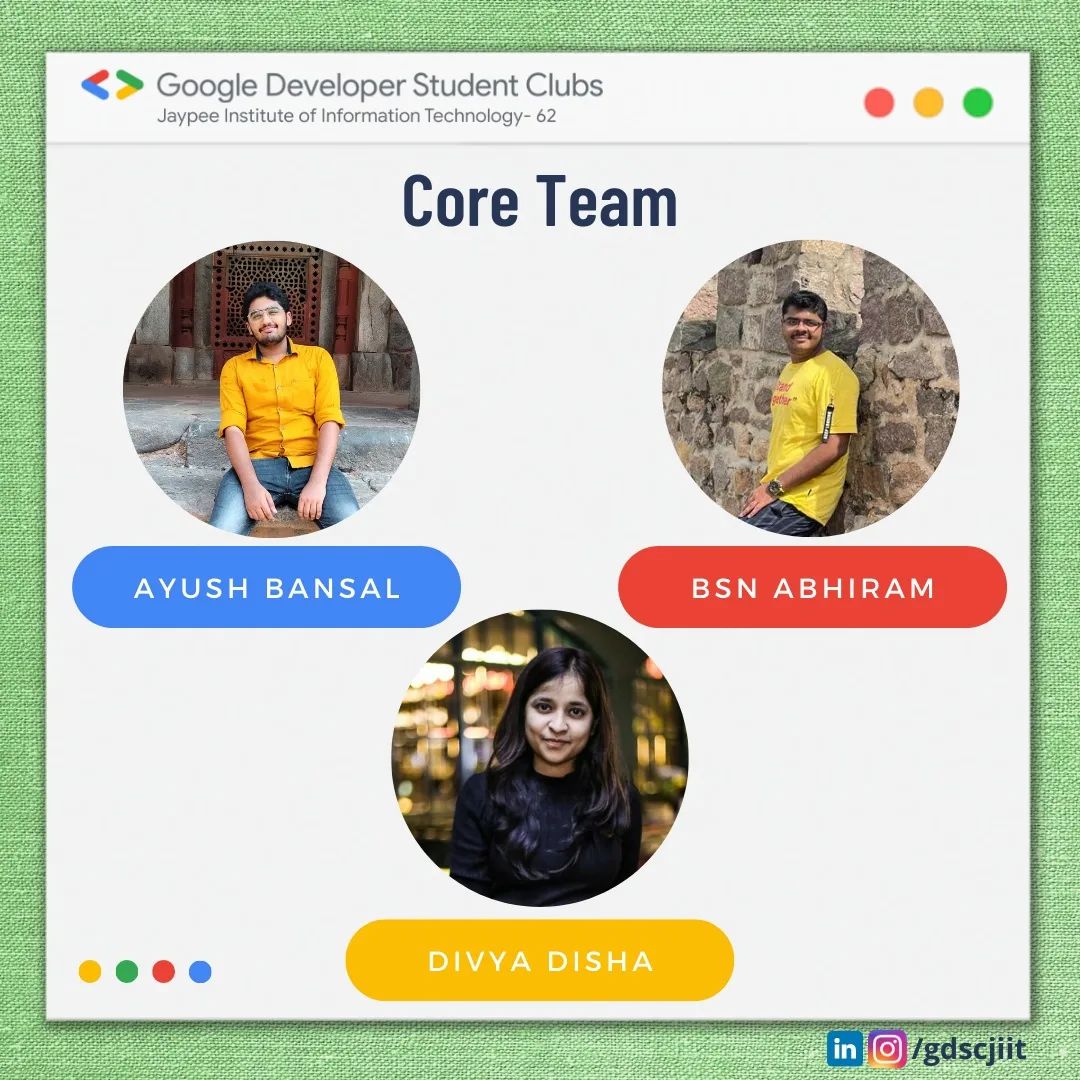 Google Developer Student Clubs
Jaypee Institute of Information Technology- 62
Core Team
AYUSH BANSAL
BSN ABHIRAM
DIVYA DISHA
in /gdscjiit